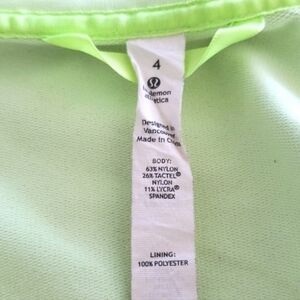 4
lululemon
athletica
Designed in
Vancouver
Made in China
BODY:
63% NYLON
26% TACTEL®
NYLON
11% LYCRA®
SPANDEX
LINING:
100% POLYESTER